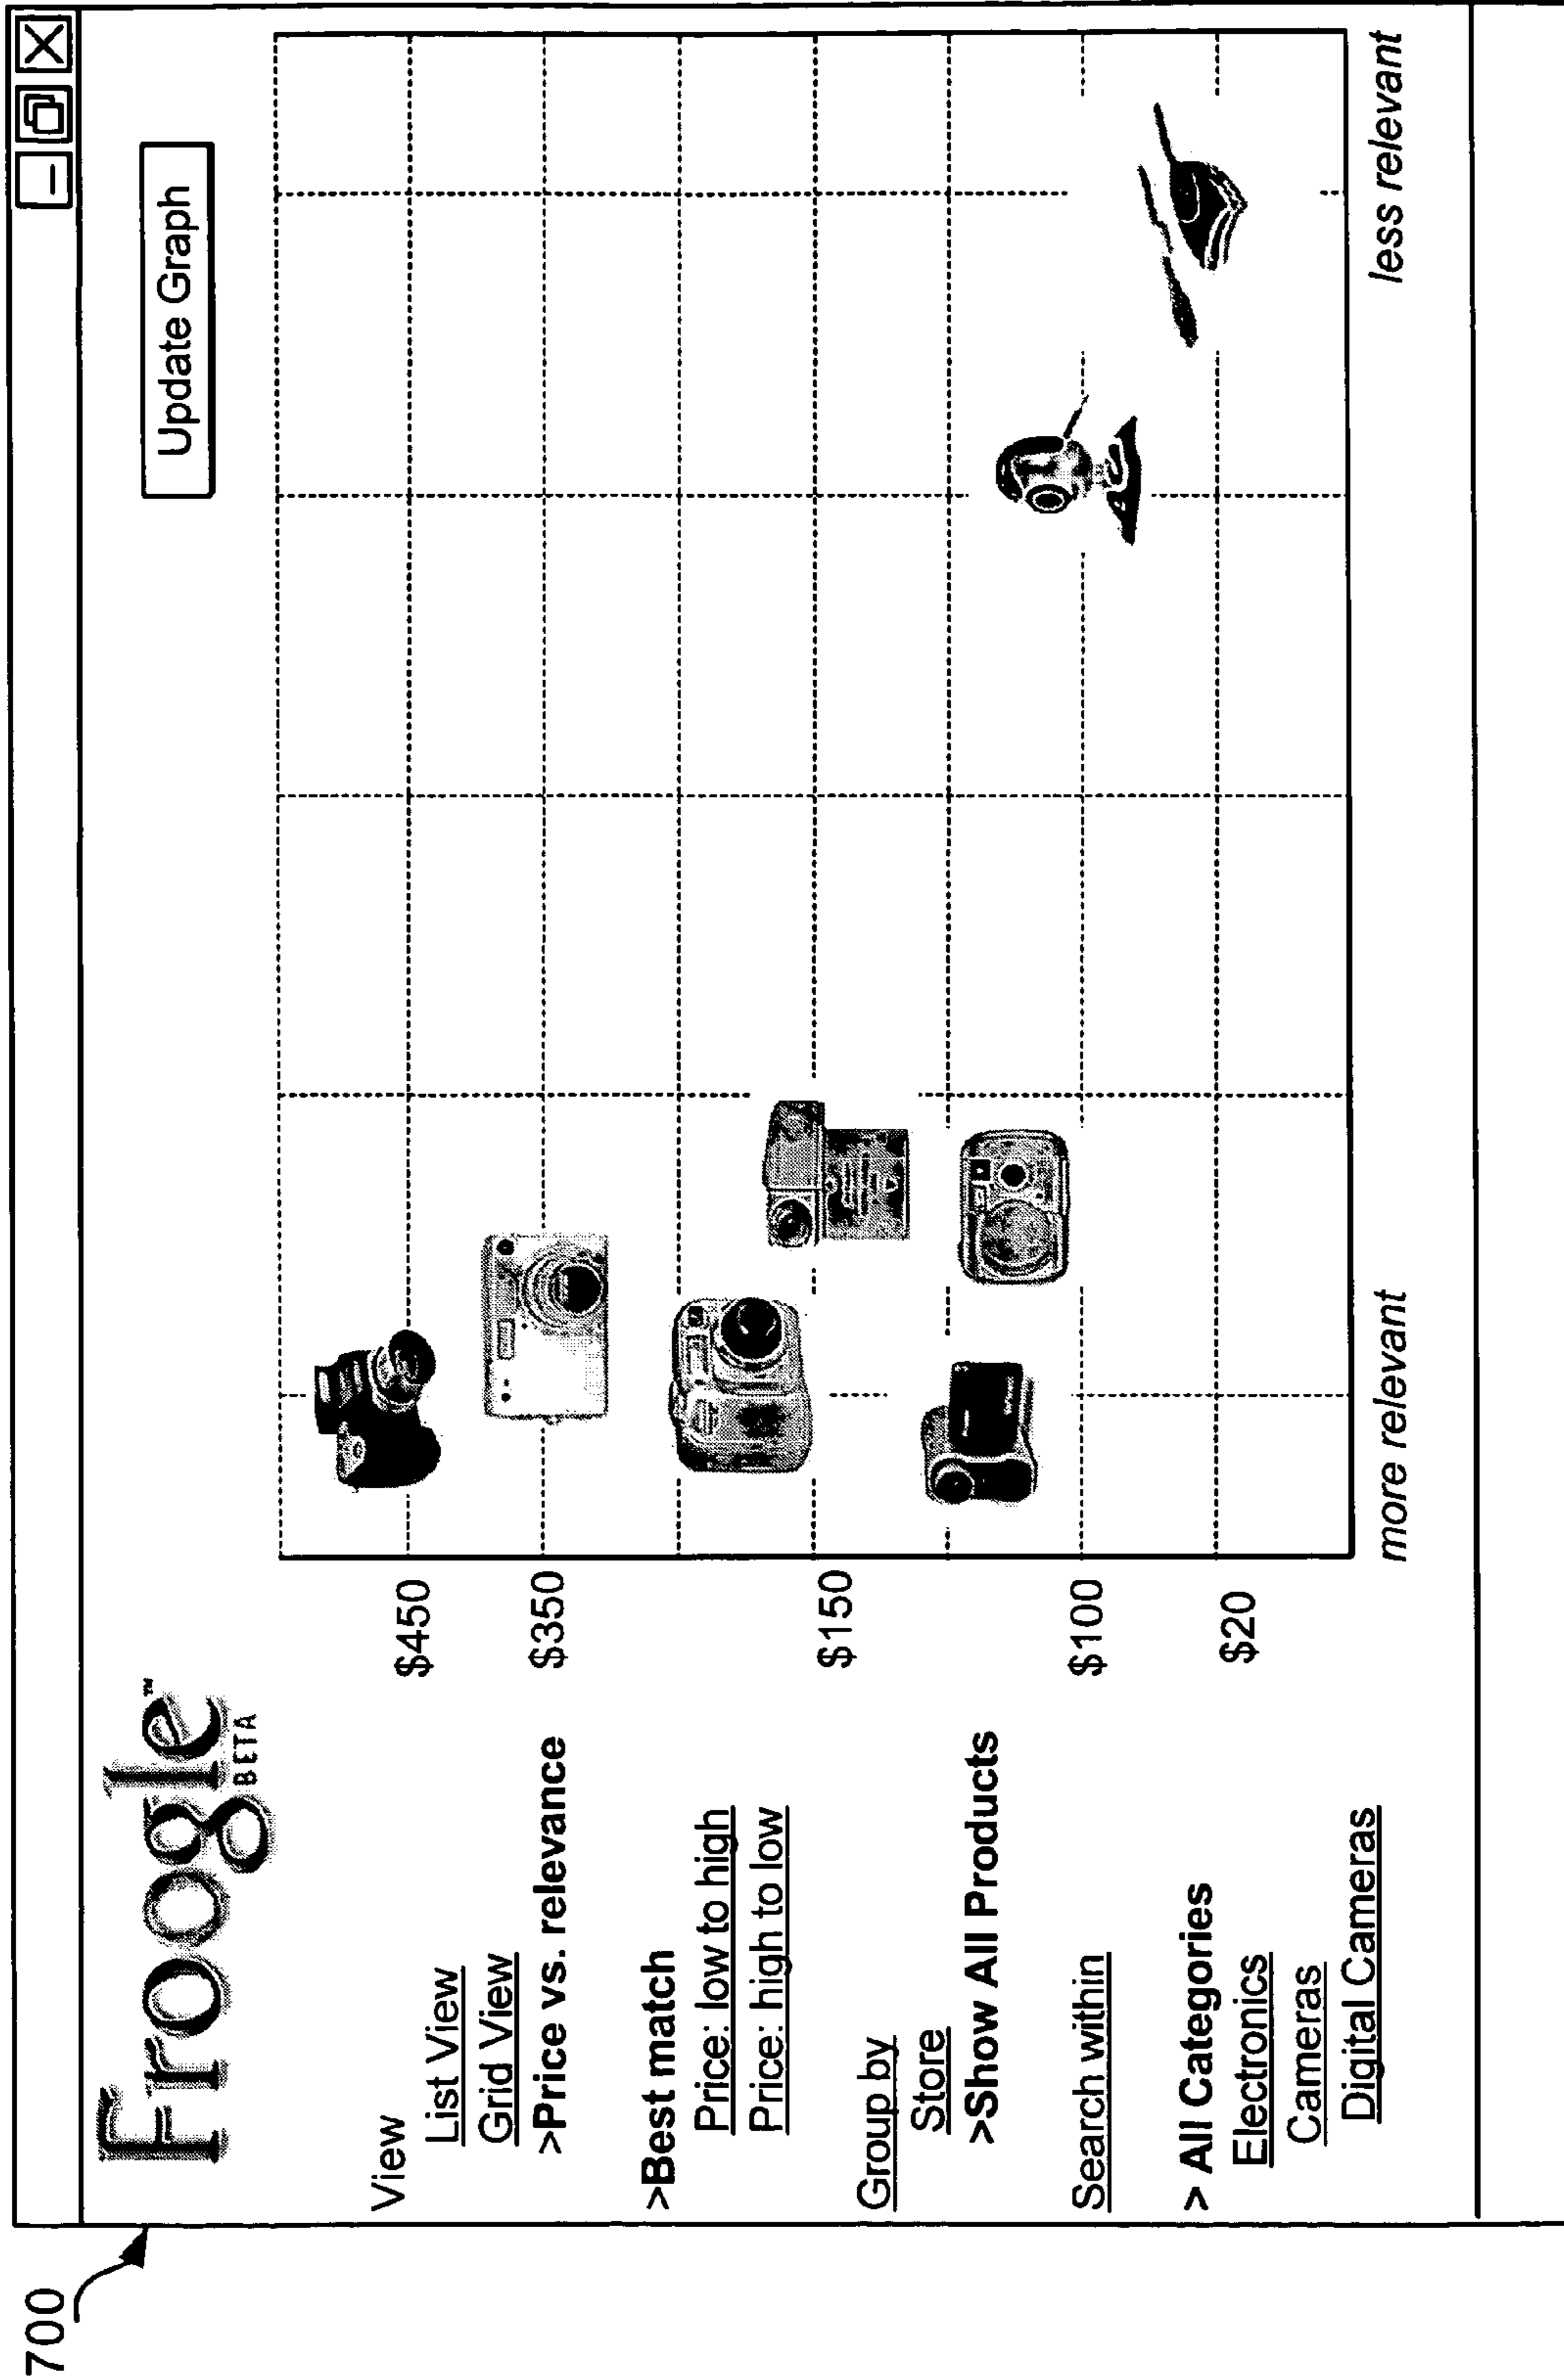 700
Froogle™
BETA
Update Graph
View
List View
Grid View
>Price vs. relevance
>Best match
Price: low to high
Price: high to low
Group by
Store
>Show All Products
Search within
> All Categories
Electronics
Cameras
Digital Cameras
$450
$350
$150
$100
$20
more relevant
less relevant